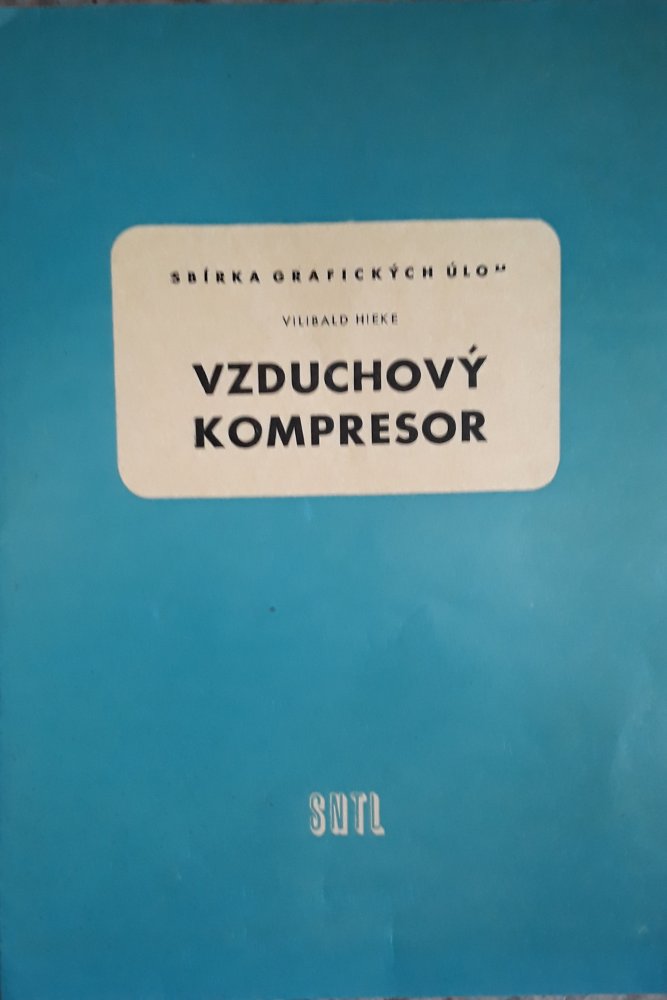 SBÍRKA GRAFICKÝCH ÚLOH
VILIBALD HIEKE
VZDUCHOVÝ
KOMPRESOR
SNTL